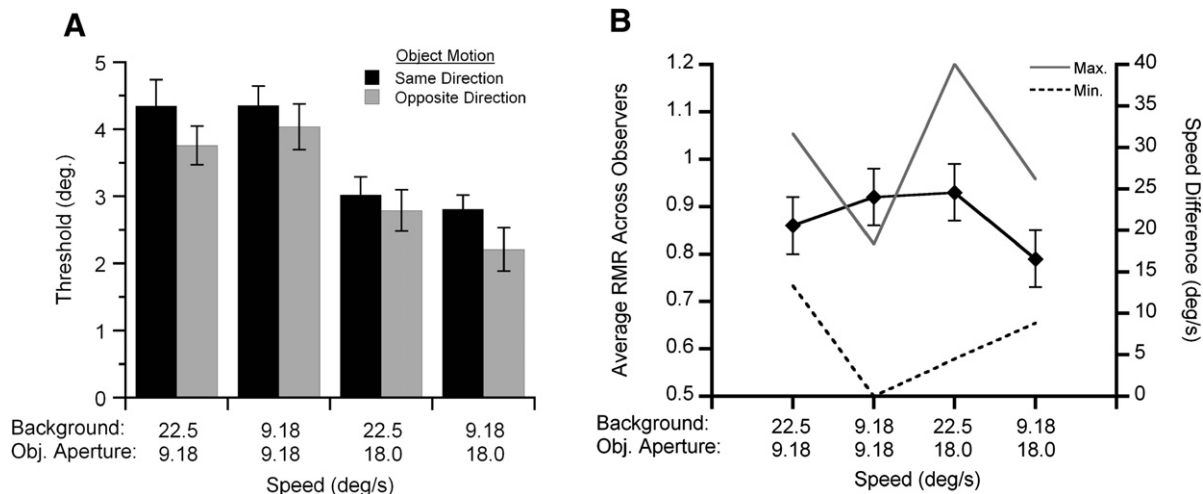 A
Threshold (deg.)
5
4
3
2
1
0
Object Motion
Same Direction
Opposite Direction
Background: 22.5 9.18 22.5 9.18
Obj. Aperture: 9.18 9.18 18.0 18.0
Speed (deg/s)
B
Average RMR Across Observers
1.2
1.1
1
0.9
0.8
0.7
0.6
0.5
Max.
Min.
40
35
30
25
20
15
10
5
0
Speed Difference
(deg/s)
Background: 22.5 9.18 22.5 9.18
Obj. Aperture: 9.18 9.18 18.0 18.0
Speed (deg/s)